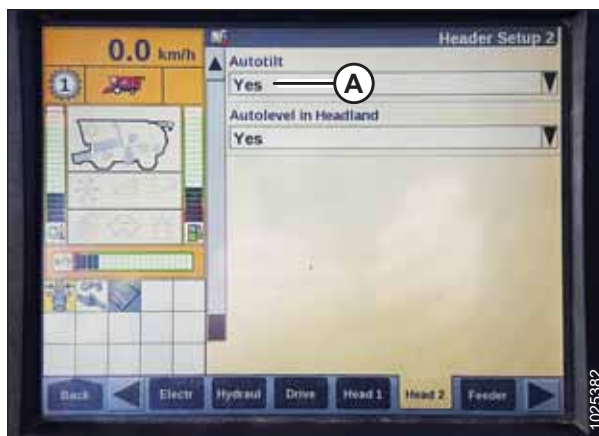 0.0 km/h
Header Setup 2
1
Autotilt
Yes
A
Autolevel in Headland
Yes
Back
Electr
Hydraul
Drive
Head 1
Head 2
Feeder
1025382